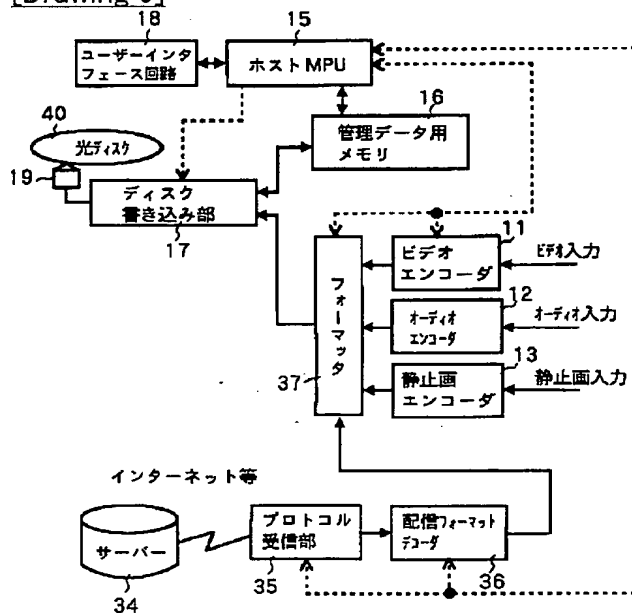 18
15
ユーザーインタ
フェース回路
ホストMPU
16
管理データ用
メモリ
40
光ディスク
19
ディスク
書き込み部
17
11
ビデオ
エンコーダ
ビデオ入力
フォーマッタ
37
12
オーディオ
エンコーダ
オーディオ入力
13
静止画
エンコーダ
静止画入力
インターネット等
サーバー
34
プロトコル
受信部
35
配信フォーマット
デコーダ
36